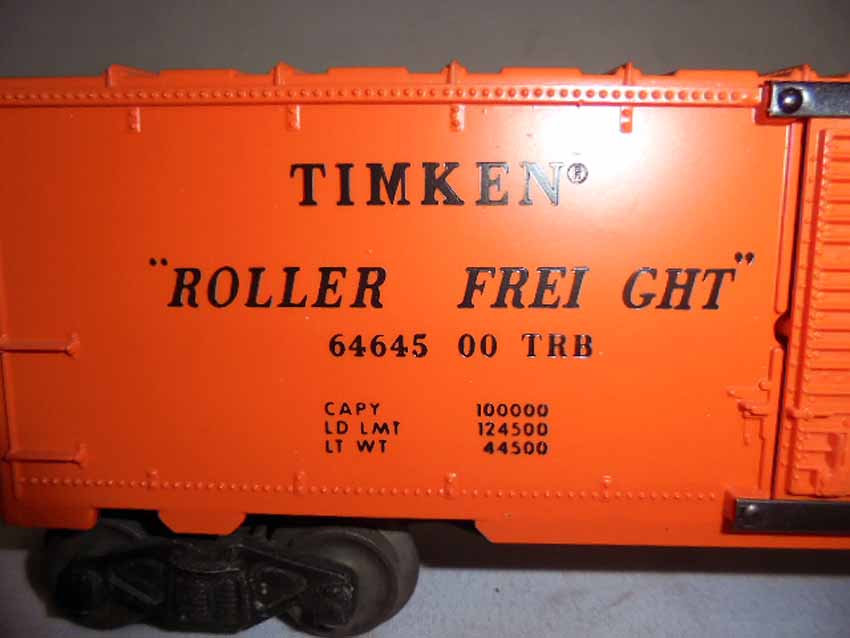 TIMKEN®
"ROLLER FREI GHT"
64645 00 TRB
CAPY 100000
LD LMT 124500
LT WT 44500